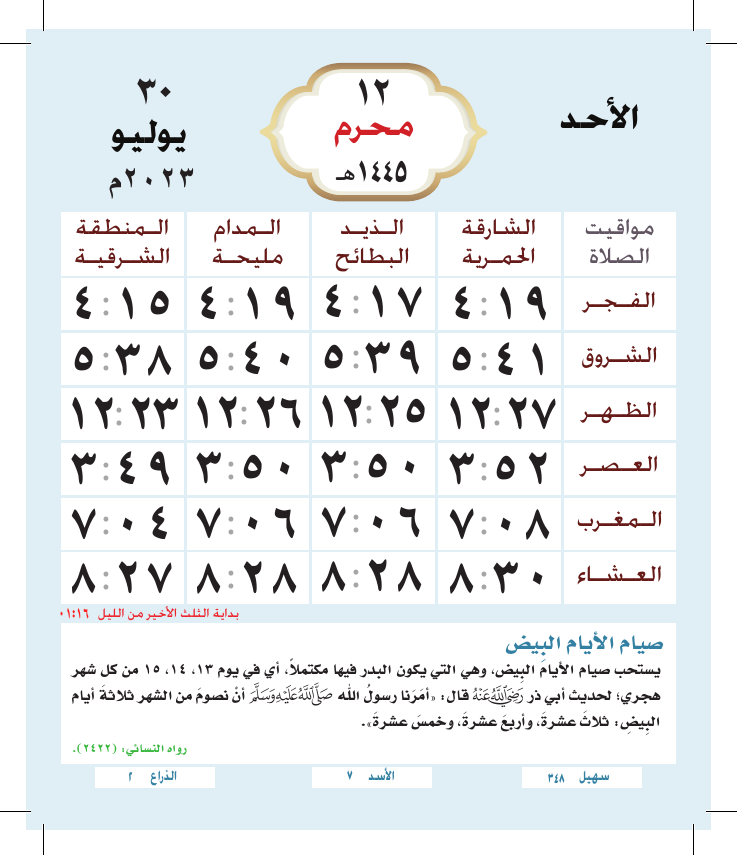 الأحد
١٢
محرم
١٤٤٥هـ
٣٠
يوليو
٢٠٢٣م
مواقيت الصلاة | الشارقة الحمرية | الذيد البطائح | المدام مليحة | المنطقة الشرقية
الفجر ٤:١٩ ٤:١٧ ٤:١٩ ٤:١٥
الشروق ٥:٤١ ٥:٣٩ ٥:٤٠ ٥:٣٨
الظهر ١٢:٢٧ ١٢:٢٥ ١٢:٢٦ ١٢:٢٣
العصر ٣:٥٢ ٣:٥٠ ٣:٥٠ ٣:٤٩
المغرب ٧:٠٨ ٧:٠٦ ٧:٠٦ ٧:٠٤
العشاء ٨:٣٠ ٨:٢٨ ٨:٢٨ ٨:٢٧
بداية الثلث الأخير من الليل ٠١:١٦
صيام الأيام البيض
يستحب صيام الأيام البيض، وهي التي يكون البدر فيها مكتملاً، أي في يوم ١٣، ١٤، ١٥ من كل شهر
هجري؛ لحديث أبي ذر رَضِيَاللَّهُعَنْهُ قال: «أمَرَنا رسولُ الله صَلَّىاللَّهُعَلَيْهِوَسَلَّمَ أنْ نصومَ من الشهر ثلاثةَ أيام
البِيضِ: ثلاثَ عشرةَ، وأربعَ عشرةَ، وخمسَ عشرةَ».
رواه النسائي: (٢٤٢٢).
سهيل ٣٤٨
الأسد ٧
الذراع ٢